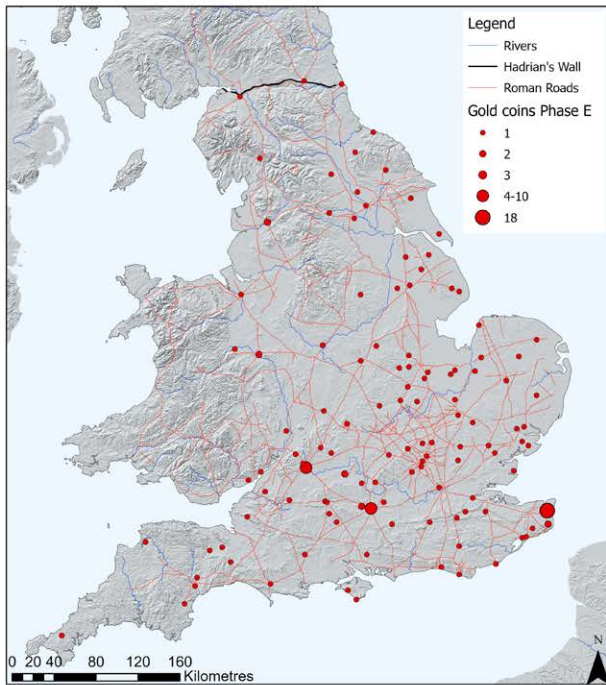 Legend
Rivers
Hadrian's Wall
Roman Roads
Gold coins Phase E
1
2
3
4-10
18
N
0 10 20 40 80 120 160
Kilometres